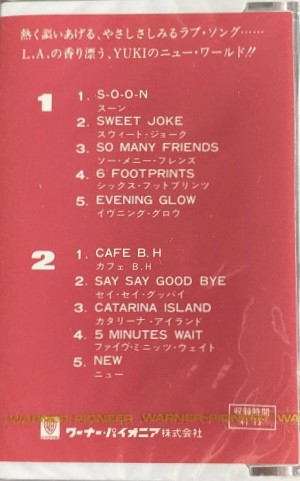 熱く謳いあげる、やさしさしみるラブ・ソング……
L.A.の香り漂う、YUKIのニュー・ワールド!!
1
1. S-O-O-N
スーン
2. SWEET JOKE
スウィート・ジョーク
3. SO MANY FRIENDS
ソー・メニー・フレンズ
4. 6 FOOTPRINTS
シックス・フットプリンツ
5. EVENING GLOW
イヴニング・グロウ
2
1. CAFE B.H
カフェ B.H
2. SAY SAY GOOD BYE
セイ・セイ・グッバイ
3. CATARINA ISLAND
カタリーナ・アイランド
4. 5 MINUTES WAIT
ファイヴ・ミニッツ・ウェイト
5. NEW
ニュー
WARNER-PIONEER WARNER-PIONEER
収録時間
ワーナー・パイオニア株式会社